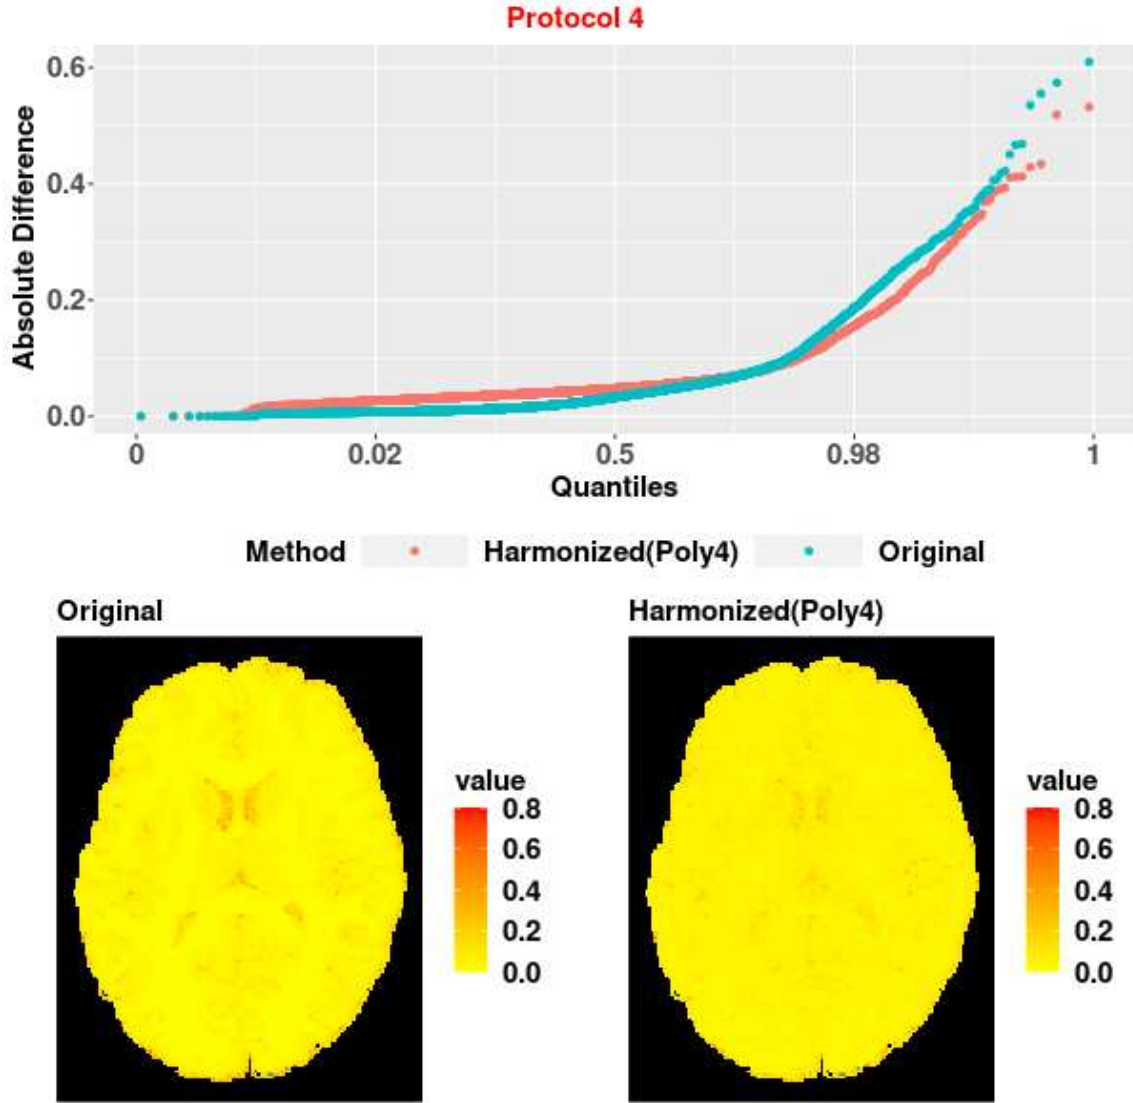 Protocol 4
0.6
0.4
0.2
0.0
Absolute Difference
0 0.02 0.5 0.98 1
Quantiles
Method Harmonized(Poly4) Original
Original
value
0.8
0.6
0.4
0.2
0.0
Harmonized(Poly4)
value
0.8
0.6
0.4
0.2
0.0